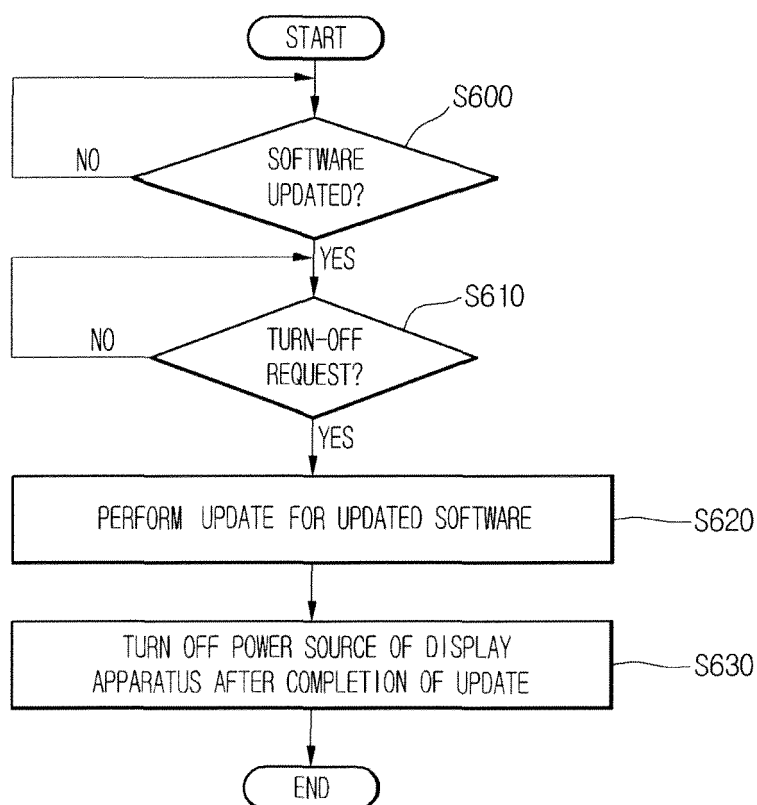 START
S600
SOFTWARE
UPDATED?
NO
YES
S610
TURN-OFF
REQUEST?
NO
YES
PERFORM UPDATE FOR UPDATED SOFTWARE
S620
TURN OFF POWER SOURCE OF DISPLAY
APPARATUS AFTER COMPLETION OF UPDATE
S630
END